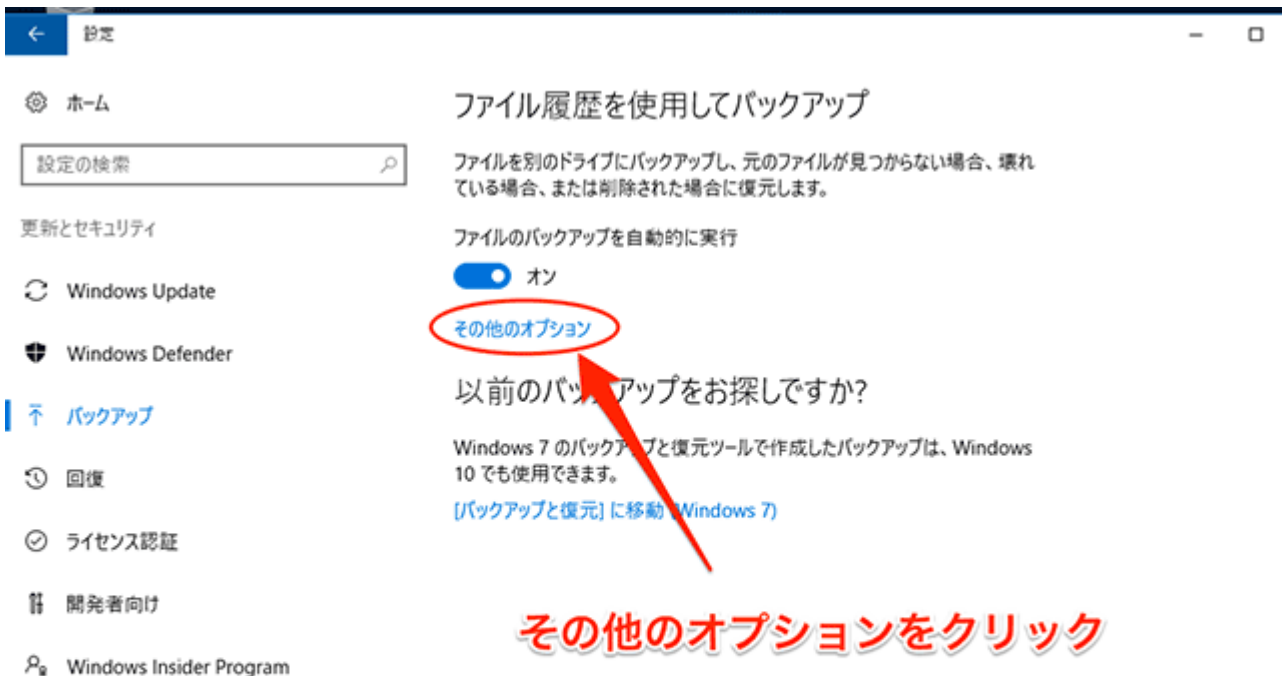 設定
ホーム
設定の検索
更新とセキュリティ
Windows Update
Windows Defender
バックアップ
回復
ライセンス認証
開発者向け
Windows Insider Program
ファイル履歴を使用してバックアップ
ファイルを別のドライブにバックアップし、元のファイルが見つからない場合、壊れ
ている場合、または削除された場合に復元します。
ファイルのバックアップを自動的に実行
オン
その他のオプション
以前のバックアップをお探しですか?
Windows 7 のバックアップと復元ツールで作成したバックアップは、Windows
10 でも使用できます。
[バックアップと復元] に移動 (Windows 7)
その他のオプションをクリック